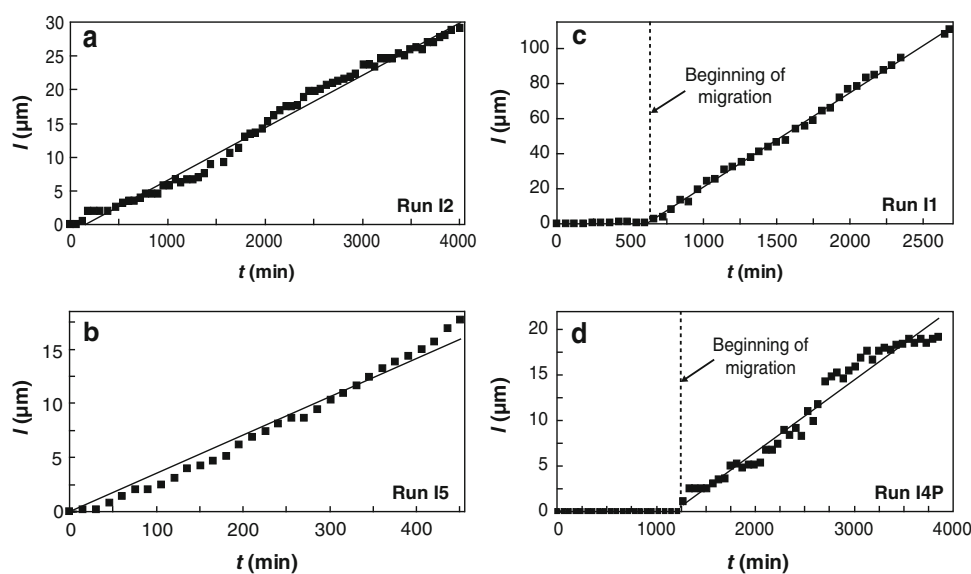 a
30
25
20
15
10
5
0
l (µm)
Run I2
0 1000 2000 3000 4000
t (min)
c
100
80
60
40
20
0
l (µm)
Beginning of
migration
Run I1
0 500 1000 1500 2000 2500
t (min)
b
15
10
5
0
l (µm)
Run I5
0 100 200 300 400
t (min)
d
20
15
10
5
0
l (µm)
Beginning of
migration
Run I4P
0 1000 2000 3000 4000
t (min)